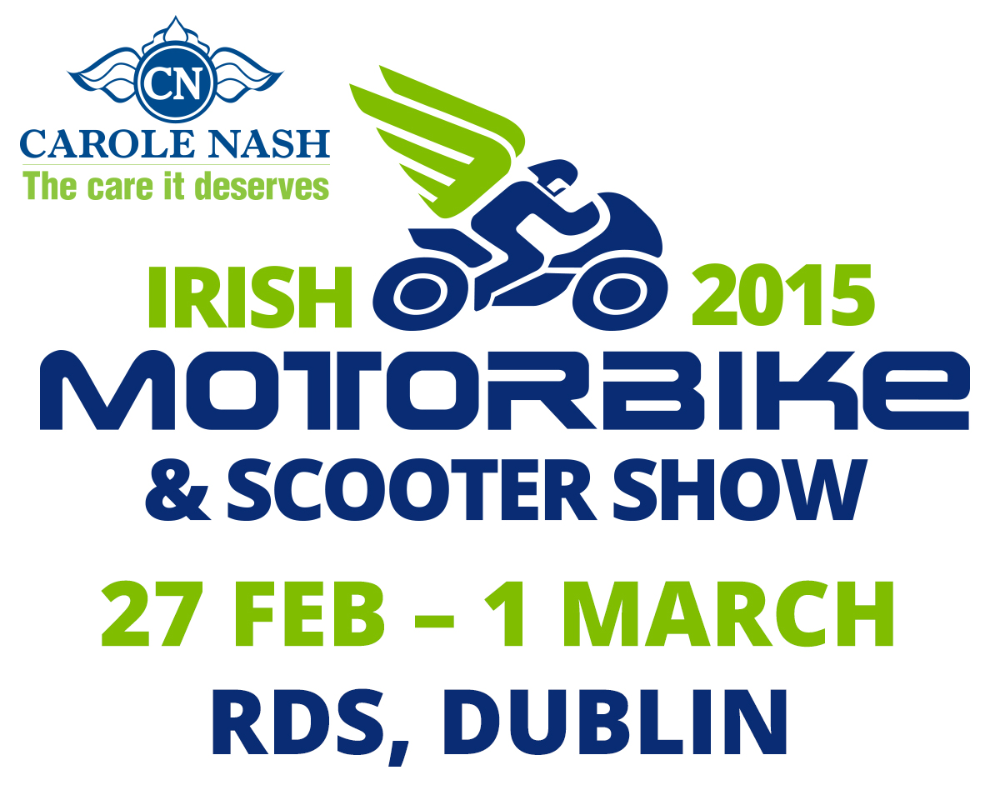 CN
CAROLE NASH
The care it deserves
IRISH 2015
MOTORBIKE
& SCOOTER SHOW
27 FEB – 1 MARCH
RDS, DUBLIN